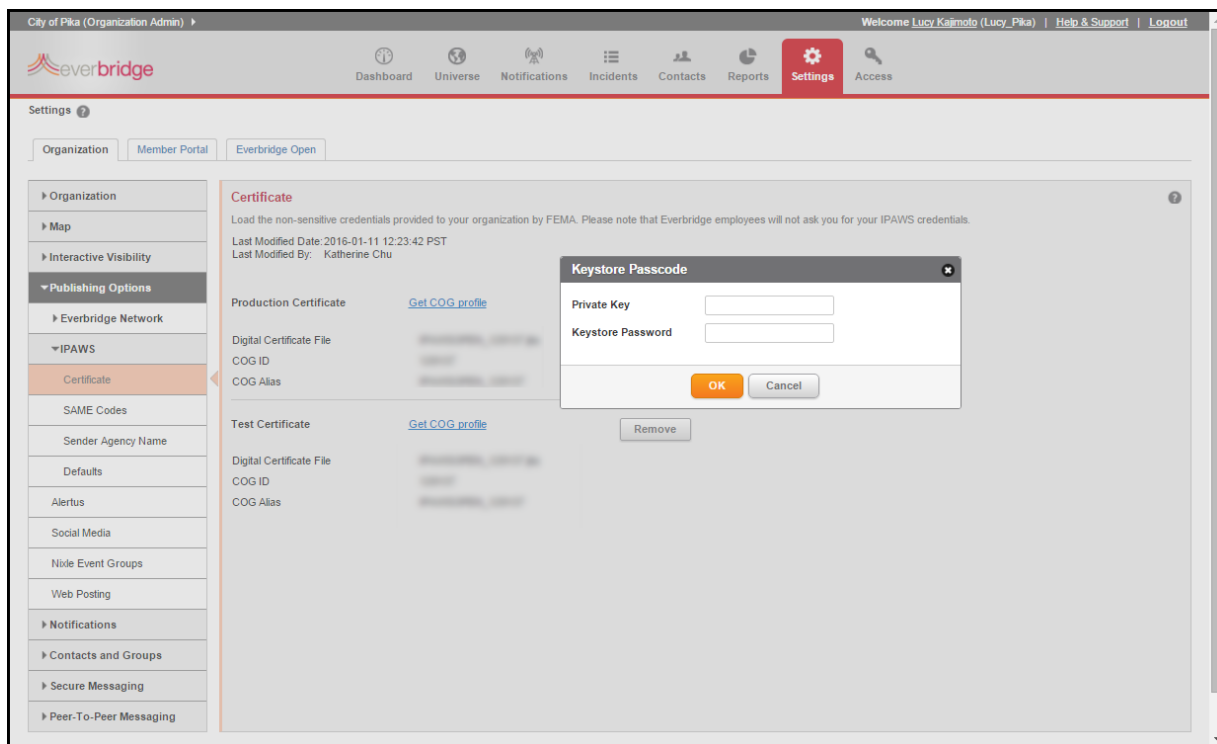 City of Pika (Organization Admin)
Welcome Lucy Kajimoto (Lucy_Pika) | Help & Support | Logout
everbridge
Dashboard Universe Notifications Incidents Contacts Reports Settings Access
Settings
Organization Member Portal Everbridge Open
Organization
Map
Interactive Visibility
Publishing Options
Everbridge Network
IPAWS
Certificate
SAME Codes
Sender Agency Name
Defaults
Alertus
Social Media
Nixle Event Groups
Web Posting
Notifications
Contacts and Groups
Secure Messaging
Peer-To-Peer Messaging
Certificate
Load the non-sensitive credentials provided to your organization by FEMA. Please note that Everbridge employees will not ask you for your IPAWS credentials.
Last Modified Date: 2016-01-11 12:23:42 PST
Last Modified By: Katherine Chu
Production Certificate Get COG profile
Digital Certificate File
COG ID
COG Alias
Test Certificate Get COG profile
Remove
Digital Certificate File
COG ID
COG Alias
Keystore Passcode
Private Key
Keystore Password
OK Cancel